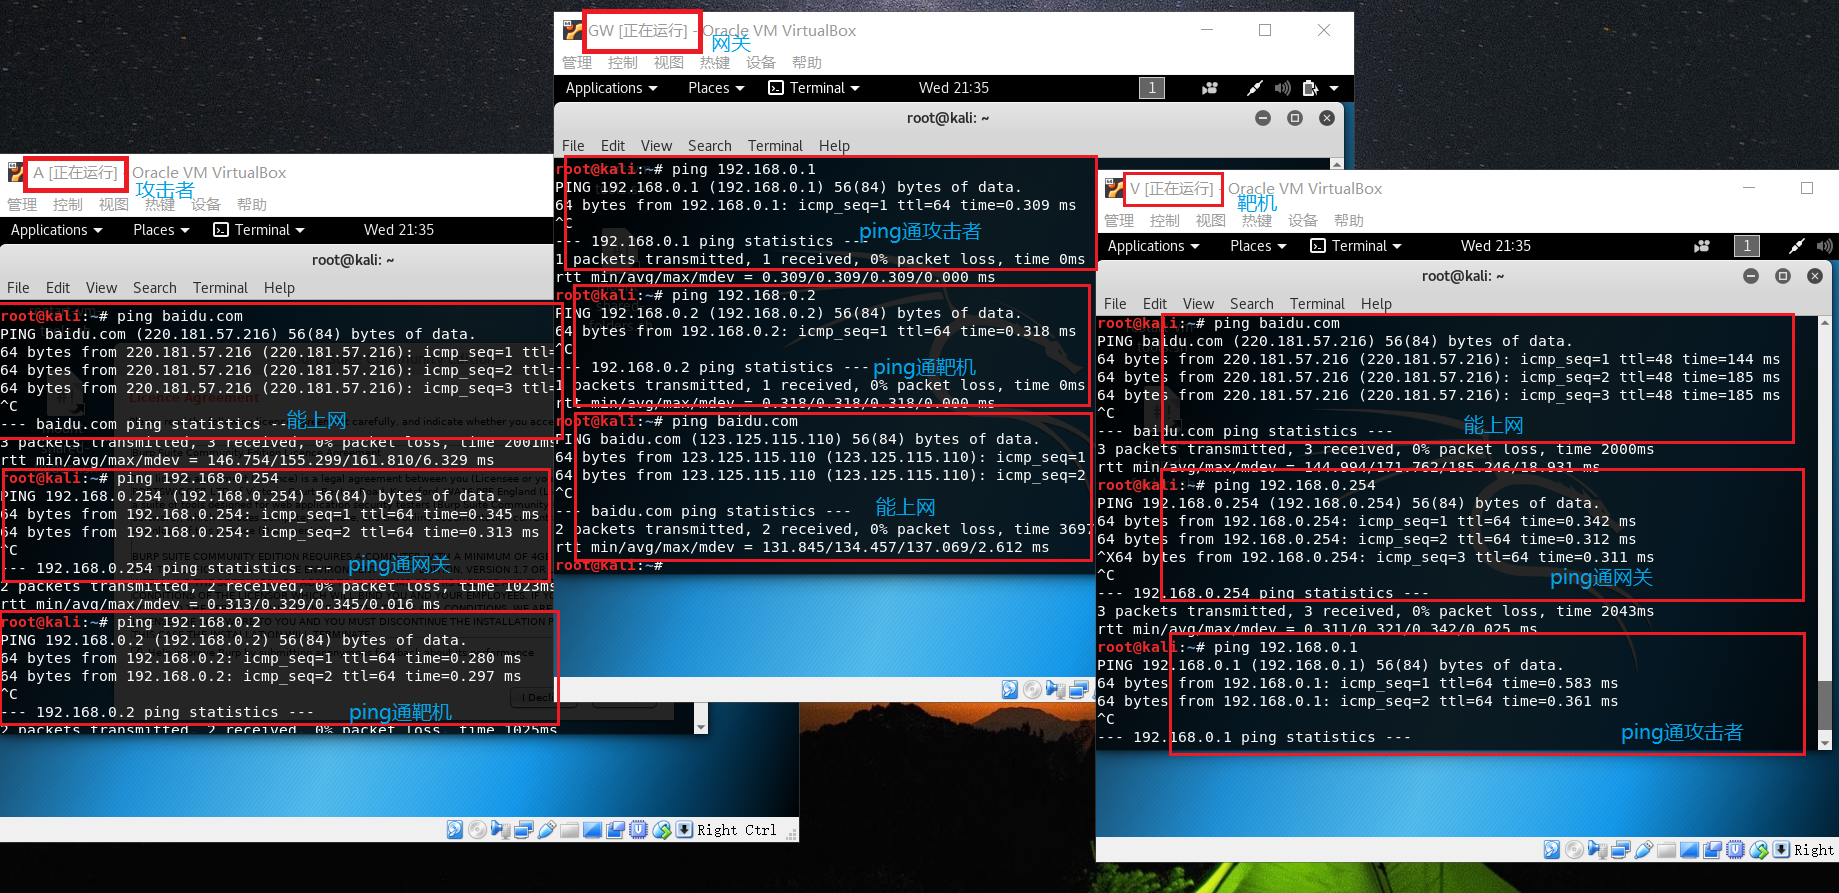 GW [正在运行] - Oracle VM VirtualBox
网关
管理 控制 视图 热键 设备 帮助
Applications Places Terminal Wed 21:35 1
root@kali: ~
File Edit View Search Terminal Help
root@kali:~# ping 192.168.0.1
PING 192.168.0.1 (192.168.0.1) 56(84) bytes of data.
64 bytes from 192.168.0.1: icmp_seq=1 ttl=64 time=0.309 ms
^C
ping通攻击者
--- 192.168.0.1 ping statistics ---
1 packets transmitted, 1 received, 0% packet loss, time 0ms
rtt min/avg/max/mdev = 0.309/0.309/0.309/0.000 ms
root@kali:~# ping 192.168.0.2
PING 192.168.0.2 (192.168.0.2) 56(84) bytes of data.
64 bytes from 192.168.0.2: icmp_seq=1 ttl=64 time=0.318 ms
^C
--- 192.168.0.2 ping statistics ---
ping通靶机
1 packets transmitted, 1 received, 0% packet loss, time 0ms
rtt min/avg/max/mdev = 0.318/0.318/0.318/0.000 ms
root@kali:~# ping baidu.com
PING baidu.com (123.125.115.110) 56(84) bytes of data.
64 bytes from 123.125.115.110 (123.125.115.110): icmp_seq=1
64 bytes from 123.125.115.110 (123.125.115.110): icmp_seq=2
^C
--- baidu.com ping statistics ---
能上网
2 packets transmitted, 2 received, 0% packet loss, time 3697
rtt min/avg/max/mdev = 131.845/134.457/137.069/2.612 ms
root@kali:~#
A [正在运行] - Oracle VM VirtualBox
攻击者
管理 控制 视图 热键 设备 帮助
Applications Places Terminal Wed 21:35
root@kali: ~
File Edit View Search Terminal Help
root@kali:~# ping baidu.com
PING baidu.com (220.181.57.216) 56(84) bytes of data.
64 bytes from 220.181.57.216 (220.181.57.216): icmp_seq=1 ttl=
64 bytes from 220.181.57.216 (220.181.57.216): icmp_seq=2 ttl=
64 bytes from 220.181.57.216 (220.181.57.216): icmp_seq=3 ttl=
^C
--- baidu.com ping statistics ---
能上网
3 packets transmitted, 3 received, 0% packet loss, time 2001ms
rtt min/avg/max/mdev = 146.754/155.299/161.810/6.329 ms
root@kali:~# ping 192.168.0.254
PING 192.168.0.254 (192.168.0.254) 56(84) bytes of data.
64 bytes from 192.168.0.254: icmp_seq=1 ttl=64 time=0.345 ms
64 bytes from 192.168.0.254: icmp_seq=2 ttl=64 time=0.313 ms
^C
--- 192.168.0.254 ping statistics ---
ping通网关
2 packets transmitted, 2 received, 0% packet loss, time 1023ms
rtt min/avg/max/mdev = 0.313/0.329/0.345/0.016 ms
root@kali:~# ping 192.168.0.2
PING 192.168.0.2 (192.168.0.2) 56(84) bytes of data.
64 bytes from 192.168.0.2: icmp_seq=1 ttl=64 time=0.280 ms
64 bytes from 192.168.0.2: icmp_seq=2 ttl=64 time=0.297 ms
^C
--- 192.168.0.2 ping statistics ---
ping通靶机
2 packets transmitted, 2 received, 0% packet loss, time 1025ms
Right Ctrl
V [正在运行] - Oracle VM VirtualBox
靶机
管理 控制 视图 热键 设备 帮助
Applications Places Terminal Wed 21:35 1
root@kali: ~
File Edit View Search Terminal Help
root@kali:~# ping baidu.com
PING baidu.com (220.181.57.216) 56(84) bytes of data.
64 bytes from 220.181.57.216 (220.181.57.216): icmp_seq=1 ttl=48 time=144 ms
64 bytes from 220.181.57.216 (220.181.57.216): icmp_seq=2 ttl=48 time=185 ms
64 bytes from 220.181.57.216 (220.181.57.216): icmp_seq=3 ttl=48 time=185 ms
^C
--- baidu.com ping statistics ---
能上网
3 packets transmitted, 3 received, 0% packet loss, time 2000ms
rtt min/avg/max/mdev = 144.994/171.762/185.246/18.931 ms
root@kali:~# ping 192.168.0.254
PING 192.168.0.254 (192.168.0.254) 56(84) bytes of data.
64 bytes from 192.168.0.254: icmp_seq=1 ttl=64 time=0.342 ms
64 bytes from 192.168.0.254: icmp_seq=2 ttl=64 time=0.312 ms
^X64 bytes from 192.168.0.254: icmp_seq=3 ttl=64 time=0.311 ms
^C
ping通网关
--- 192.168.0.254 ping statistics ---
3 packets transmitted, 3 received, 0% packet loss, time 2043ms
rtt min/avg/max/mdev = 0.311/0.321/0.342/0.025 ms
root@kali:~# ping 192.168.0.1
PING 192.168.0.1 (192.168.0.1) 56(84) bytes of data.
64 bytes from 192.168.0.1: icmp_seq=1 ttl=64 time=0.583 ms
64 bytes from 192.168.0.1: icmp_seq=2 ttl=64 time=0.361 ms
^C
--- 192.168.0.1 ping statistics ---
ping通攻击者
Right